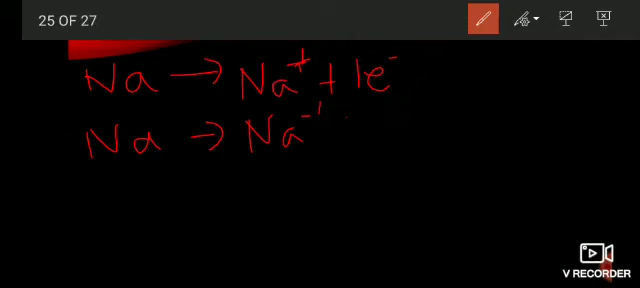 25 OF 27
Na → Na⁺ + 1e⁻
Na → Na⁻¹
V RECORDER